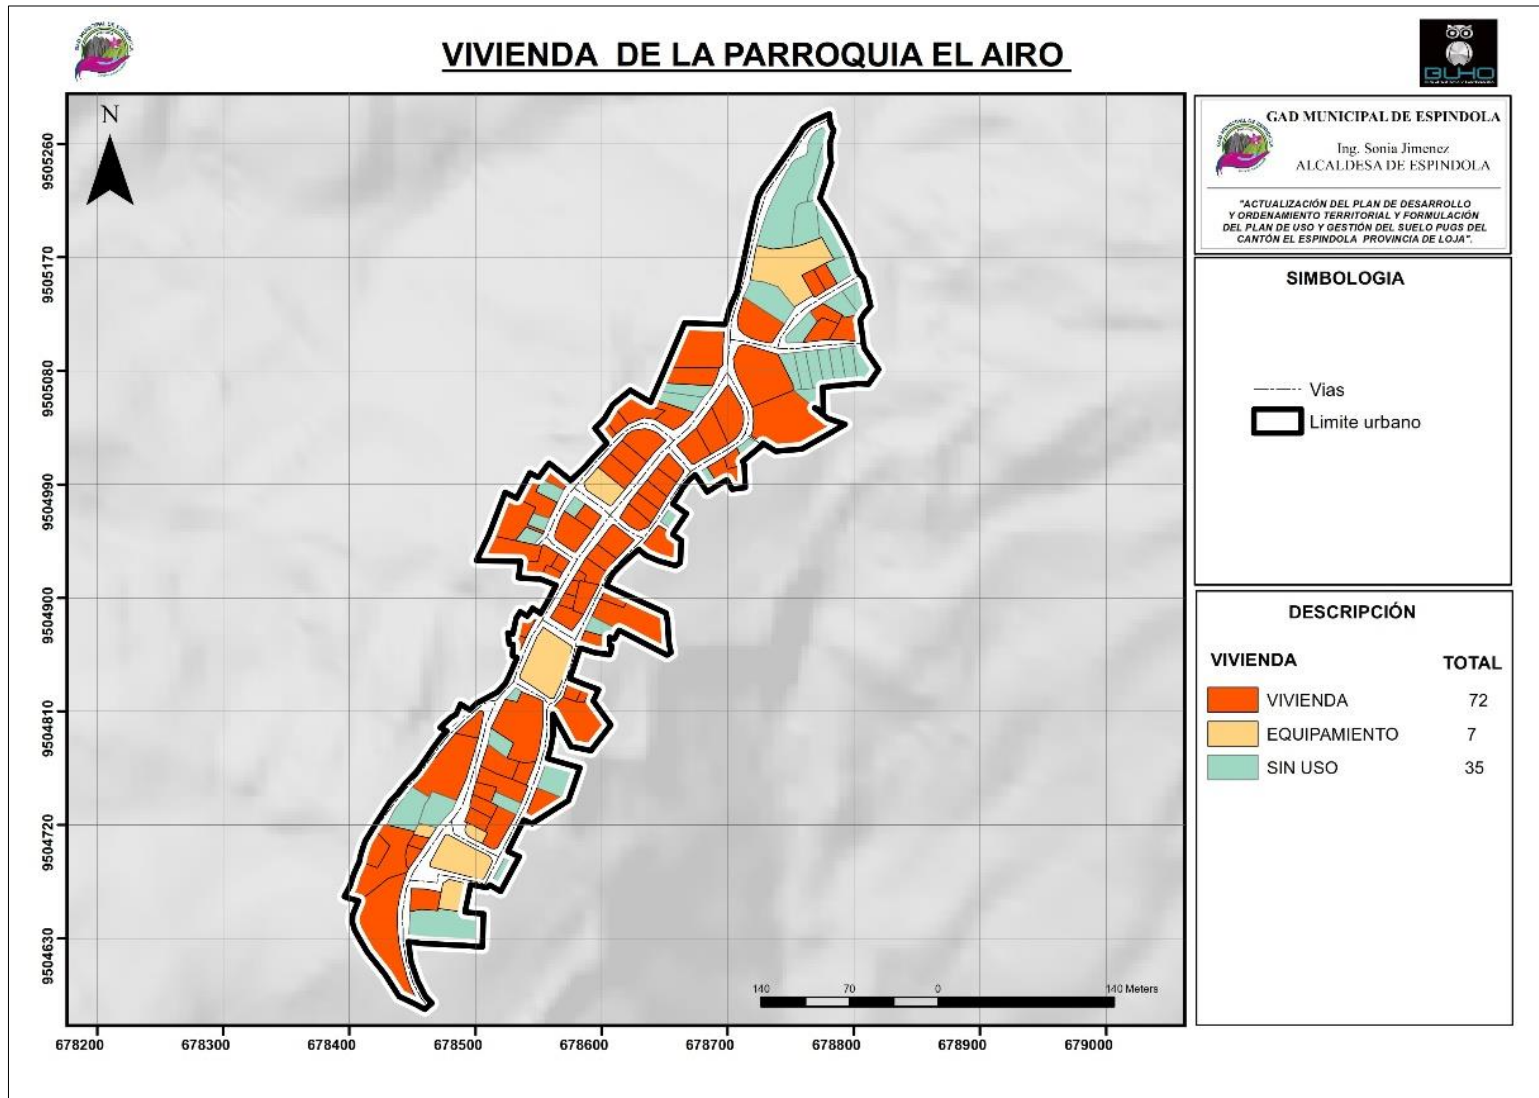 VIVIENDA DE LA PARROQUIA EL AIRO
BUHO
N
9505260
9505170
9505080
9504990
9504900
9504810
9504720
9504630
678200
678300
678400
678500
678600
678700
678800
678900
679000
140 70 0 140 Meters
GAD MUNICIPAL DE ESPINDOLA
Ing. Sonia Jimenez
ALCALDESA DE ESPINDOLA
"ACTUALIZACIÓN DEL PLAN DE DESARROLLO
Y ORDENAMIENTO TERRITORIAL Y FORMULACIÓN
DEL PLAN DE USO Y GESTIÓN DEL SUELO PUGS DEL
CANTÓN EL ESPINDOLA PROVINCIA DE LOJA".
SIMBOLOGIA
Vias
Limite urbano
DESCRIPCIÓN
VIVIENDA TOTAL
VIVIENDA 72
EQUIPAMIENTO 7
SIN USO 35